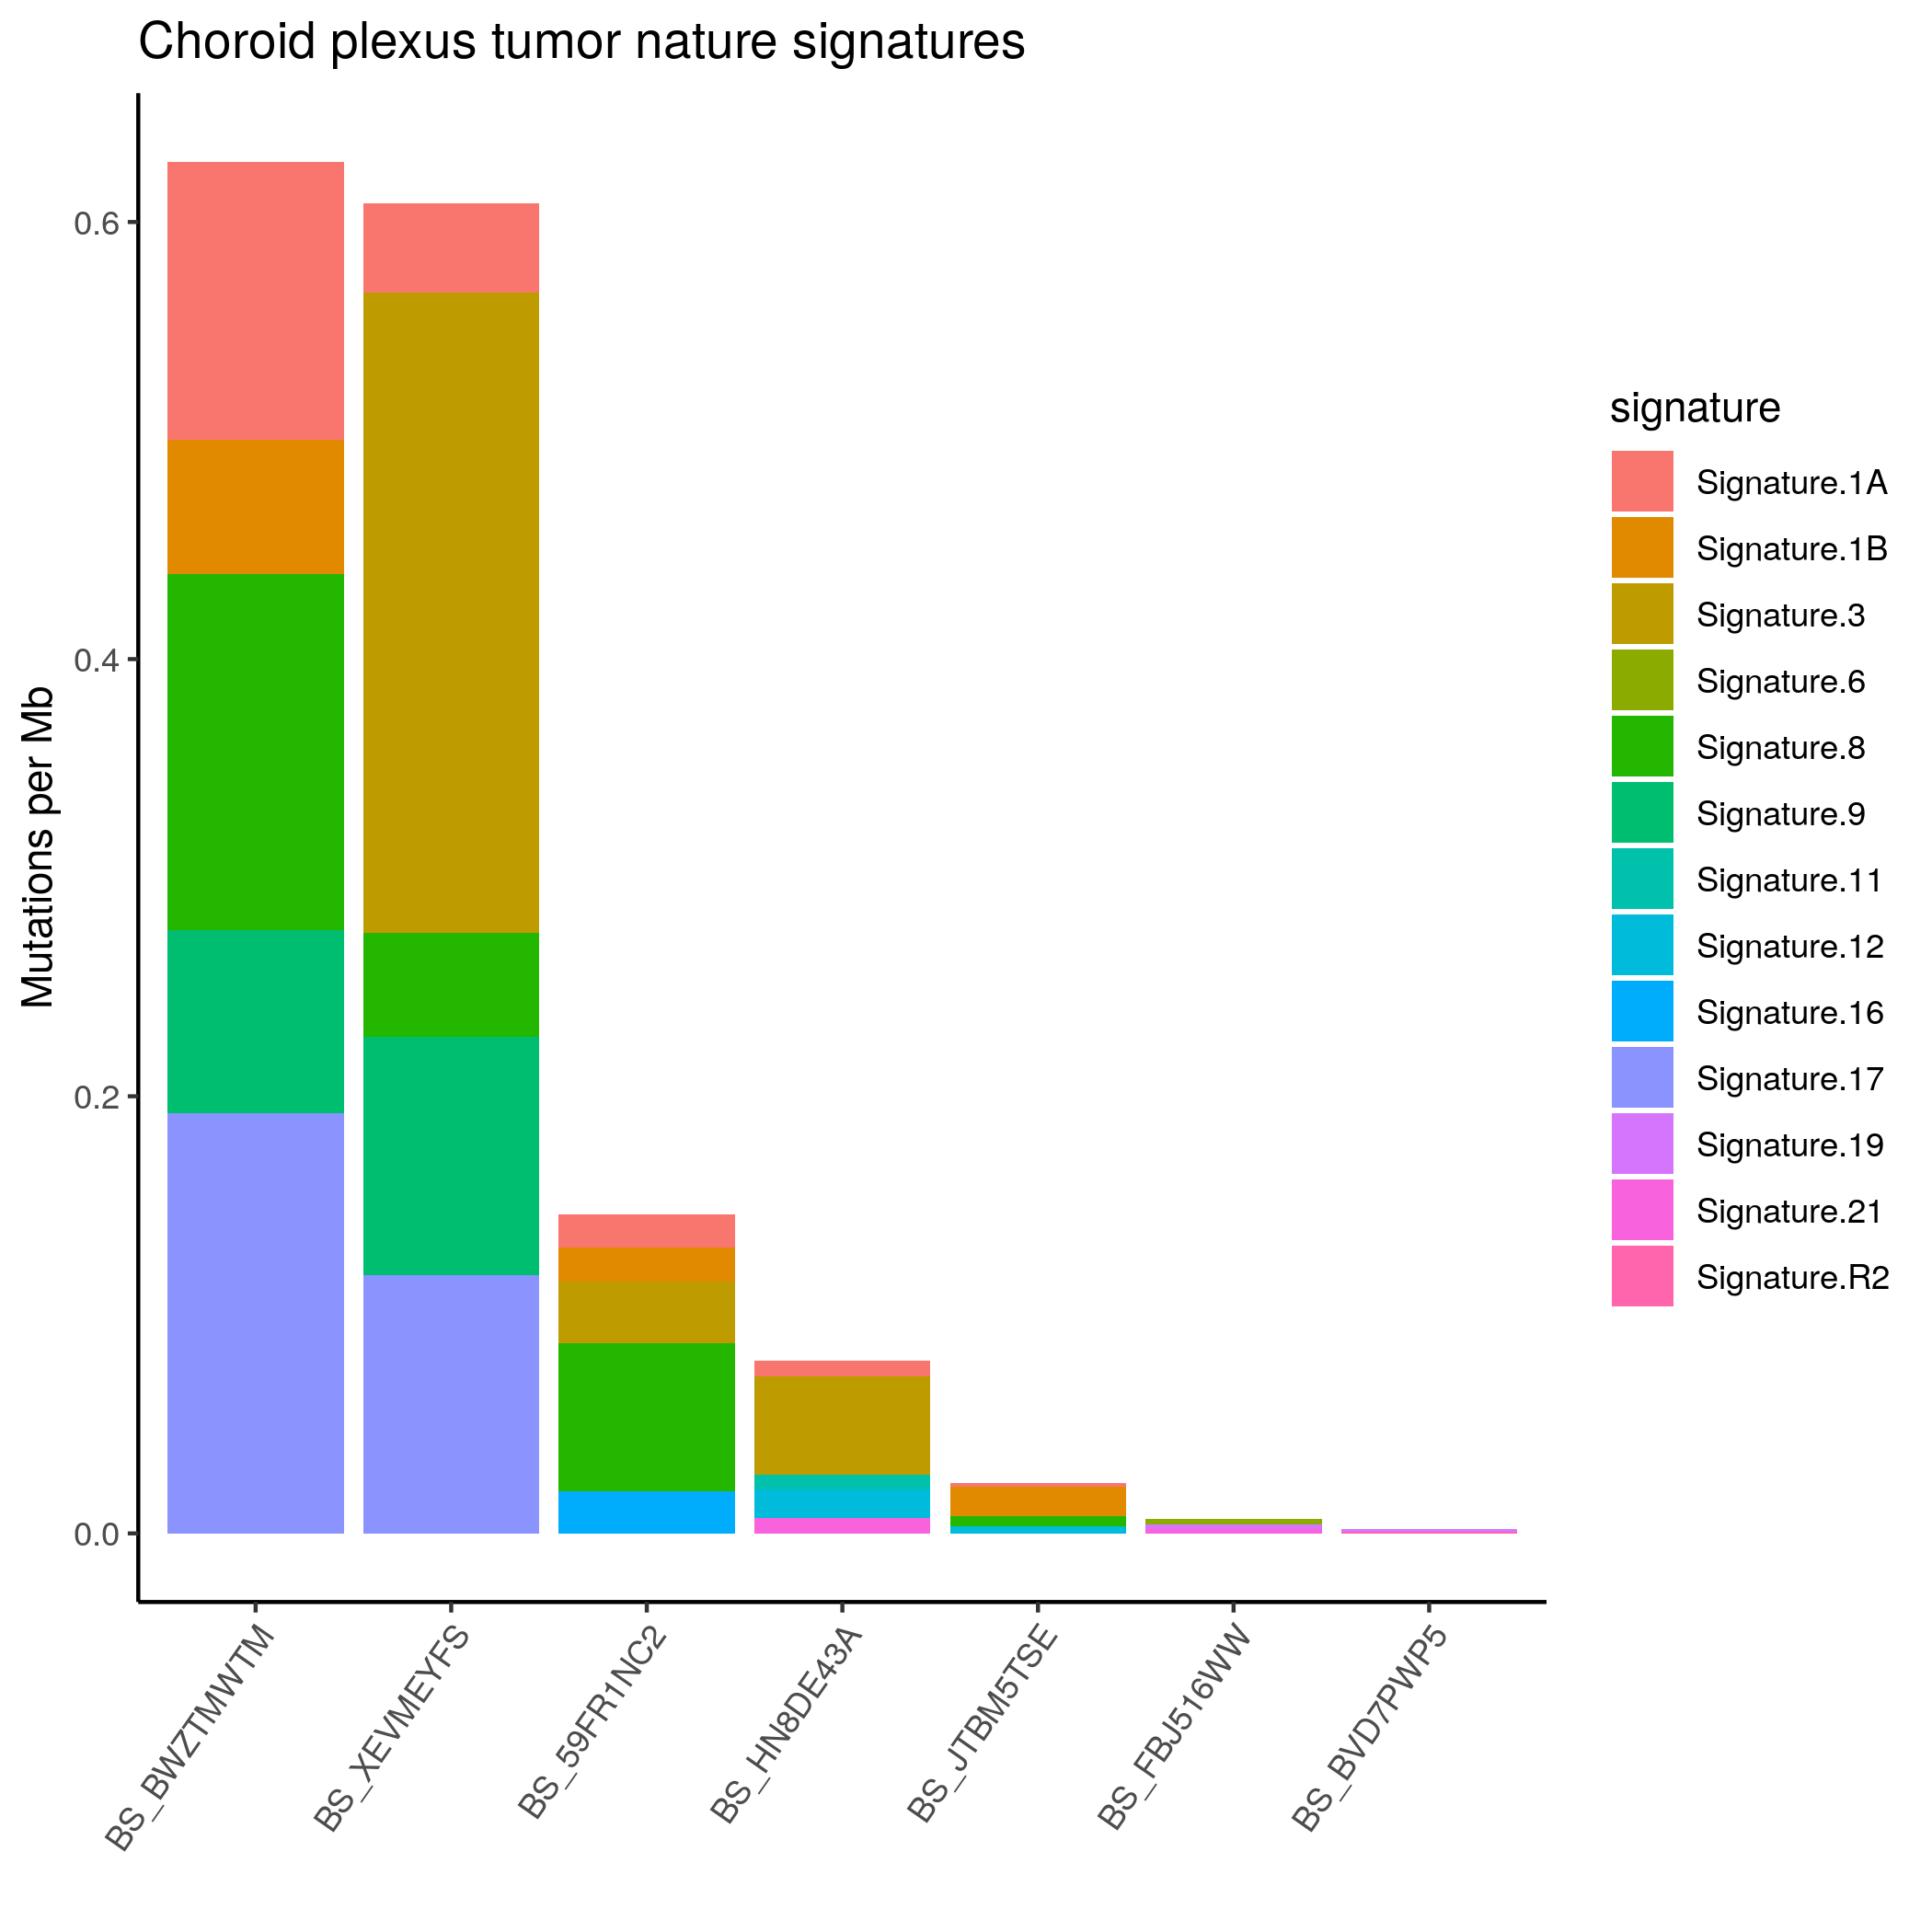 Choroid plexus tumor nature signatures
Mutations per Mb
0.6
0.4
0.2
0.0
BS_BWZTMWTM
BS_XEVMEYFS
BS_59FR1NC2
BS_HN8DE43A
BS_JTBM5TSE
BS_FBJ516WW
BS_BVD7PWP5
signature
Signature.1A
Signature.1B
Signature.3
Signature.6
Signature.8
Signature.9
Signature.11
Signature.12
Signature.16
Signature.17
Signature.19
Signature.21
Signature.R2